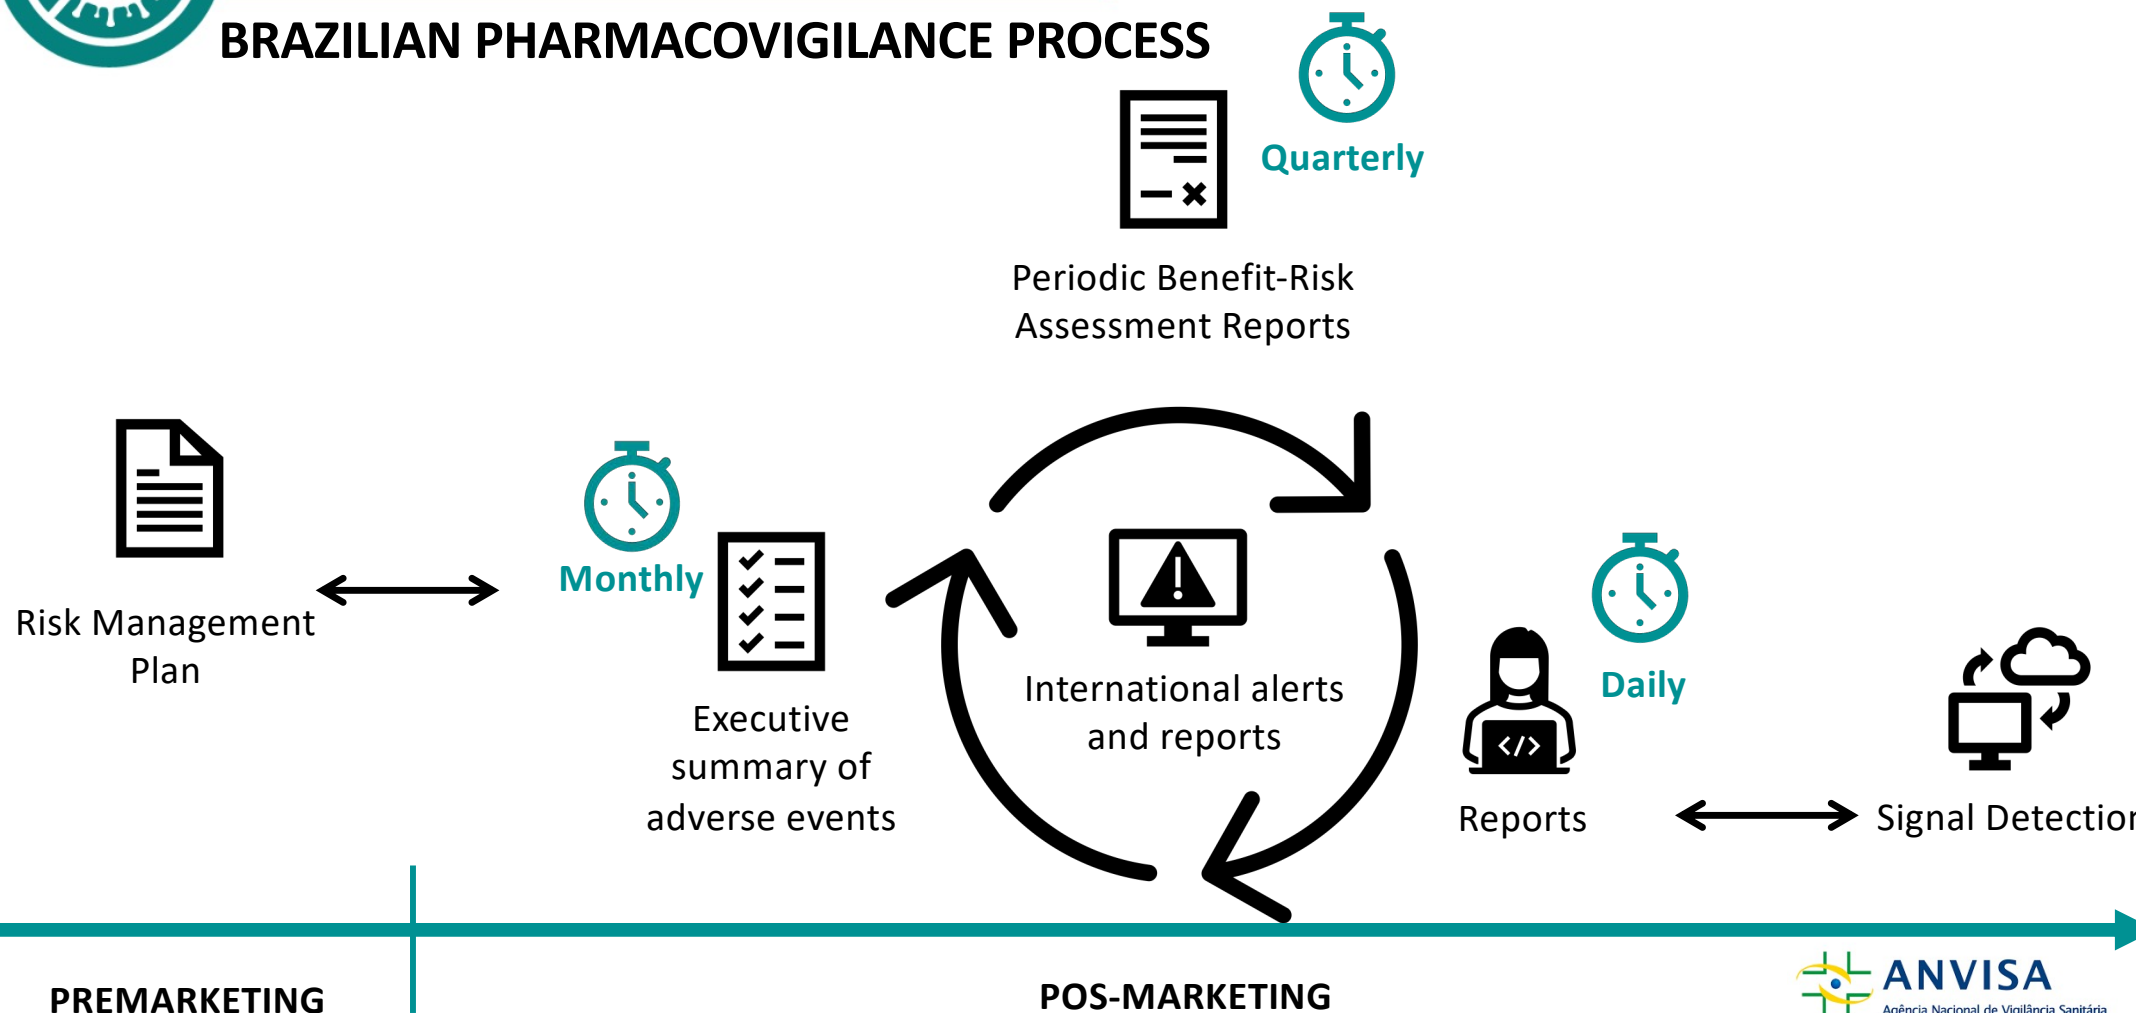 BRAZILIAN PHARMACOVIGILANCE PROCESS
Quarterly
Periodic Benefit-Risk
Assessment Reports
Risk Management
Plan
Monthly
Executive
summary of
adverse events
International alerts
and reports
</>
Daily
Reports
Signal Detection
PREMARKETING
POS-MARKETING
ANVISA
Agência Nacional de Vigilância Sanitária